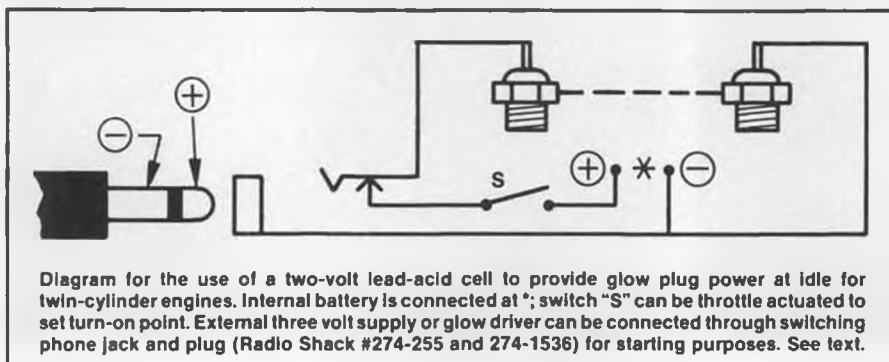 +
−
S
+ * −
Diagram for the use of a two-volt lead-acid cell to provide glow plug power at idle for
twin-cylinder engines. Internal battery is connected at *; switch "S" can be throttle actuated to
set turn-on point. External three volt supply or glow driver can be connected through switching
phone jack and plug (Radio Shack #274-255 and 274-1536) for starting purposes. See text.